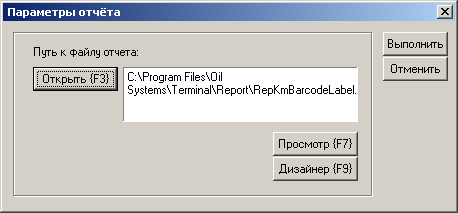 Параметры отчёта
Путь к файлу отчета:
Открыть {F3}
C:\Program Files\Oil
Systems\Terminal\Report\RepKmBarcodeLabel.
Выполнить
Отменить
Просмотр {F7}
Дизайнер {F9}